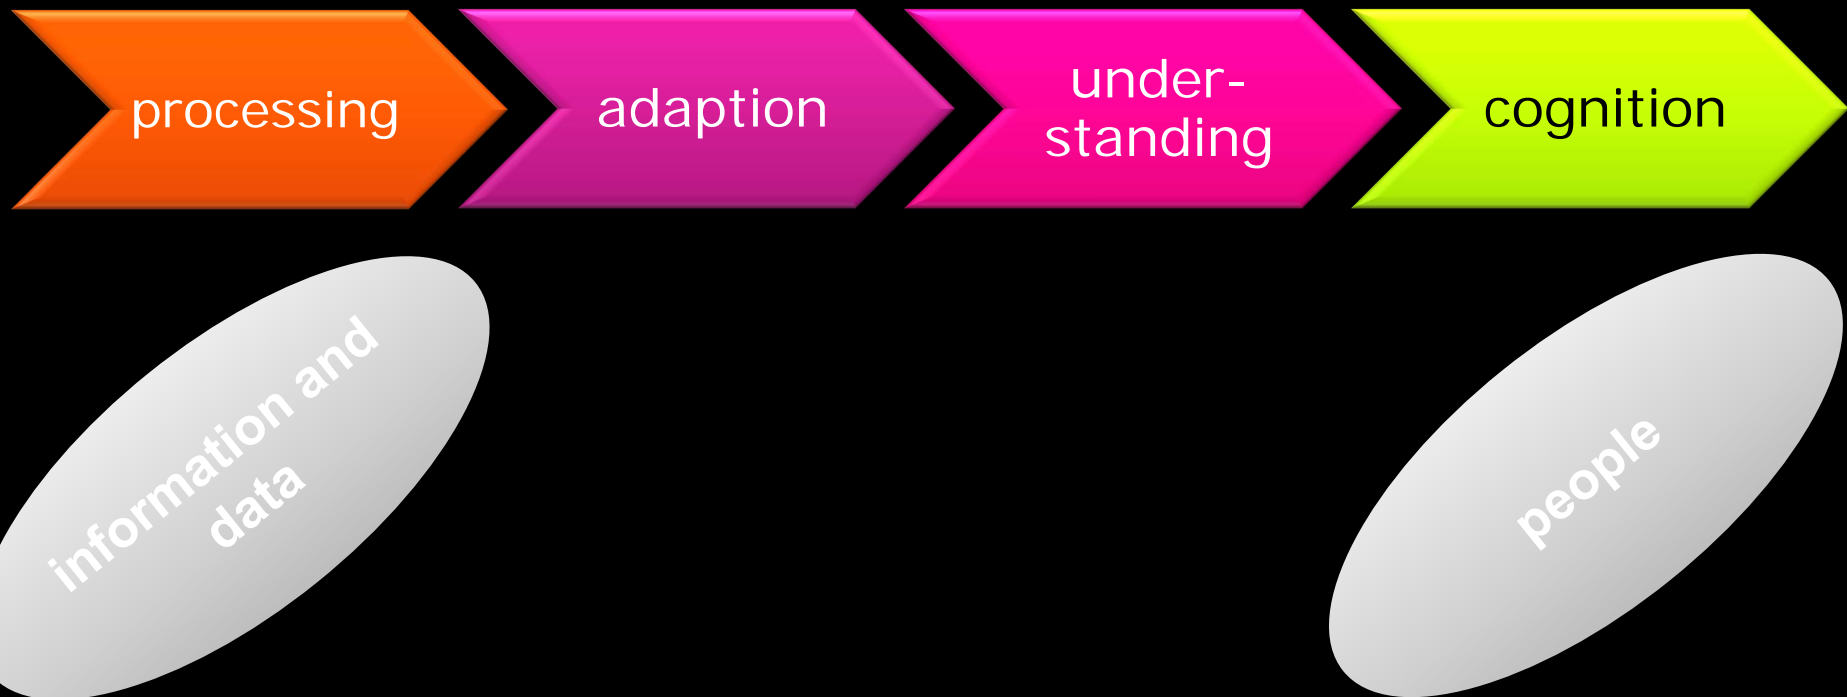 processing
adaption
under-
standing
cognition
information and
data
people